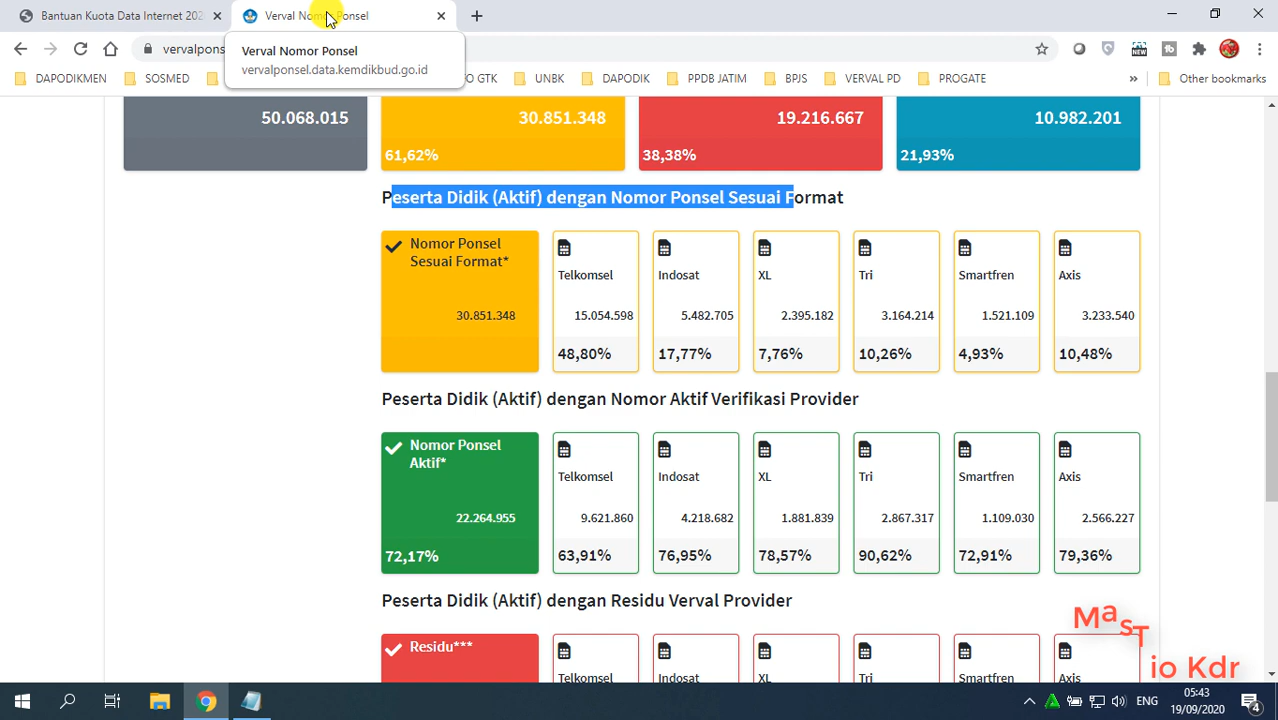 Bantuan Kuota Data Internet 202
Verval Nomor Ponsel
vervalpons
Verval Nomor Ponsel
vervalponsel.data.kemdikbud.go.id
NEW
DAPODIKMEN
SOSMED
O GTK
UNBK
DAPODIK
PPDB JATIM
BPJS
VERVAL PD
PROGATE
»
Other bookmarks
50.068.015
30.851.348
19.216.667
10.982.201
61,62%
38,38%
21,93%
Peserta Didik (Aktif) dengan Nomor Ponsel Sesuai Format
Nomor Ponsel
Sesuai Format*
30.851.348
Telkomsel
15.054.598
48,80%
Indosat
5.482.705
17,77%
XL
2.395.182
7,76%
Tri
3.164.214
10,26%
Smartfren
1.521.109
4,93%
Axis
3.233.540
10,48%
Peserta Didik (Aktif) dengan Nomor Aktif Verifikasi Provider
Nomor Ponsel
Aktif*
22.264.955
72,17%
Telkomsel
9.621.860
63,91%
Indosat
4.218.682
76,95%
XL
1.881.839
78,57%
Tri
2.867.317
90,62%
Smartfren
1.109.030
72,91%
Axis
2.566.227
79,36%
Peserta Didik (Aktif) dengan Residu Verval Provider
Residu***
Telkomsel
Indosat
XL
Tri
Smartfren
Axis
MasT
io Kdr
ENG
05:43
19/09/2020
4